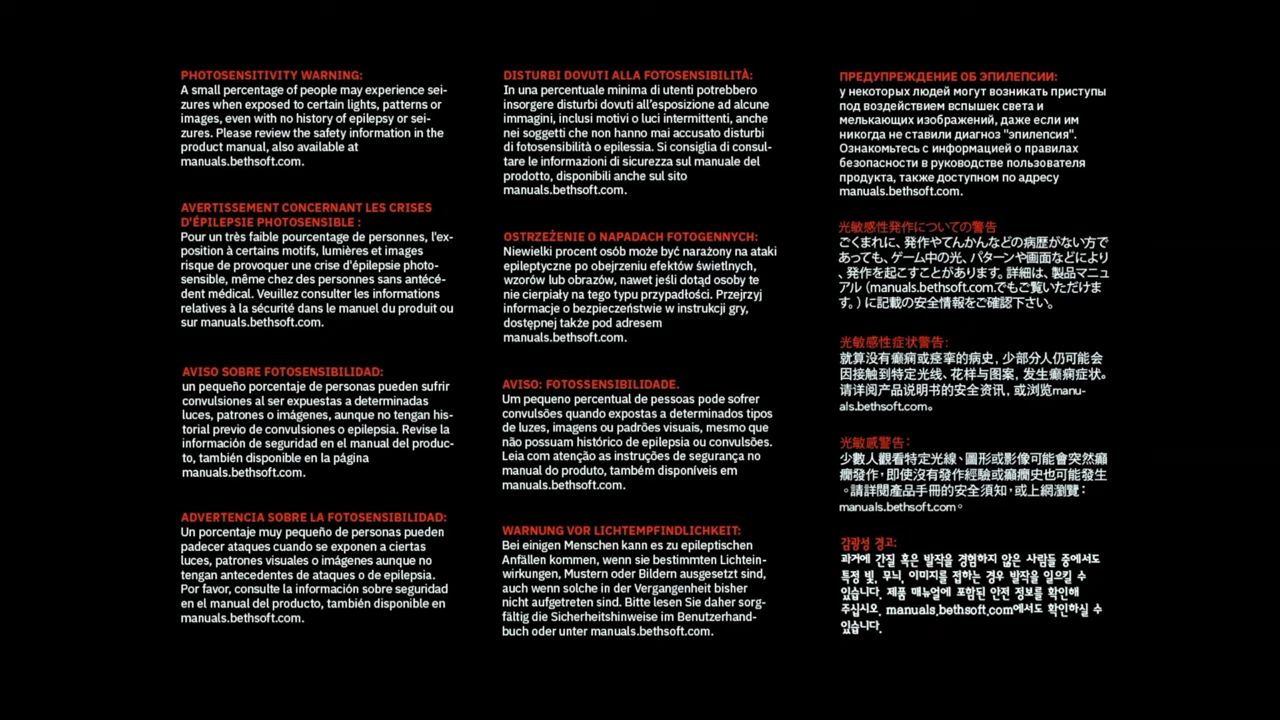 PHOTOSENSITIVITY WARNING:
A small percentage of people may experience sei-
zures when exposed to certain lights, patterns or
images, even with no history of epilepsy or sei-
zures. Please review the safety information in the
product manual, also available at
manuals.bethsoft.com.
AVERTISSEMENT CONCERNANT LES CRISES
D'ÉPILEPSIE PHOTOSENSIBLE :
Pour un très faible pourcentage de personnes, l'ex-
position à certains motifs, lumières et images
risque de provoquer une crise d'épilepsie photo-
sensible, même chez des personnes sans antécé-
dent médical. Veuillez consulter les informations
relatives à la sécurité dans le manuel du produit ou
sur manuals.bethsoft.com.
AVISO SOBRE FOTOSENSIBILIDAD:
un pequeño porcentaje de personas pueden sufrir
convulsiones al ser expuestas a determinadas
luces, patrones o imágenes, aunque no tengan his-
torial previo de convulsiones o epilepsia. Revise la
información de seguridad en el manual del produc-
to, también disponible en la página
manuals.bethsoft.com.
ADVERTENCIA SOBRE LA FOTOSENSIBILIDAD:
Un porcentaje muy pequeño de personas pueden
padecer ataques cuando se exponen a ciertas
luces, patrones visuales o imágenes aunque no
tengan antecedentes de ataques o de epilepsia.
Por favor, consulte la información sobre seguridad
en el manual del producto, también disponible en
manuals.bethsoft.com.
DISTURBI DOVUTI ALLA FOTOSENSIBILITÀ:
In una percentuale minima di utenti potrebbero
insorgere disturbi dovuti all'esposizione ad alcune
immagini, inclusi motivi o luci intermittenti, anche
nei soggetti che non hanno mai accusato disturbi
di fotosensibilità o epilessia. Si consiglia di consul-
tare le informazioni di sicurezza sul manuale del
prodotto, disponibili anche sul sito
manuals.bethsoft.com.
OSTRZEŻENIE O NAPADACH FOTOGENNYCH:
Niewielki procent osób może być narażony na ataki
epileptyczne po obejrzeniu efektów świetlnych,
wzorów lub obrazów, nawet jeśli dotąd osoby te
nie cierpiały na tego typu przypadłości. Przejrzyj
informacje o bezpieczeństwie w instrukcji gry,
dostępnej także pod adresem
manuals.bethsoft.com.
AVISO: FOTOSSENSIBILIDADE.
Um pequeno percentual de pessoas pode sofrer
convulsões quando expostas a determinados tipos
de luzes, imagens ou padrões visuais, mesmo que
não possuam histórico de epilepsia ou convulsões.
Leia com atenção as instruções de segurança no
manual do produto, também disponíveis em
manuals.bethsoft.com.
WARNUNG VOR LICHTEMPFINDLICHKEIT:
Bei einigen Menschen kann es zu epileptischen
Anfällen kommen, wenn sie bestimmten Lichtein-
wirkungen, Mustern oder Bildern ausgesetzt sind,
auch wenn solche in der Vergangenheit bisher
nicht aufgetreten sind. Bitte lesen Sie daher sorg-
fältig die Sicherheitshinweise im Benutzerhand-
buch oder unter manuals.bethsoft.com.
ПРЕДУПРЕЖДЕНИЕ ОБ ЭПИЛЕПСИИ:
у некоторых людей могут возникать приступы
под воздействием вспышек света и
мелькающих изображений, даже если им
никогда не ставили диагноз "эпилепсия".
Ознакомьтесь с информацией о правилах
безопасности в руководстве пользователя
продукта, также доступном по адресу
manuals.bethsoft.com.
光敏感性発作についての警告
ごくまれに、発作やてんかんなどの病歴がない方で
あっても、ゲーム中の光、パターンや画面などにより
、発作を起こすことがあります。詳細は、製品マニュ
アル (manuals.bethsoft.comでもご覧いただけま
す。)に記載の安全情報をご確認下さい。
光敏感性症状警告:
就算没有癫痫或痉挛的病史，少部分人仍可能会
因接触到特定光线、花样与图案，发生癫痫症状。
请详阅产品说明书的安全资讯，或浏览manu-
als.bethsoft.com。
光敏感警告：
少數人觀看特定光線、圖形或影像可能會突然癲
癇發作，即使沒有發作經驗或癲癇史也可能發生
。請詳閱產品手冊的安全須知，或上網瀏覽：
manuals.bethsoft.com。
감광성 경고:
과거에 간질 혹은 발작을 경험하지 않은 사람들 중에서도
특정 빛, 무늬, 이미지를 접하는 경우 발작을 일으킬 수
있습니다. 제품 매뉴얼에 포함된 안전 정보를 확인해
주십시오. manuals.bethsoft.com에서도 확인하실 수
있습니다.